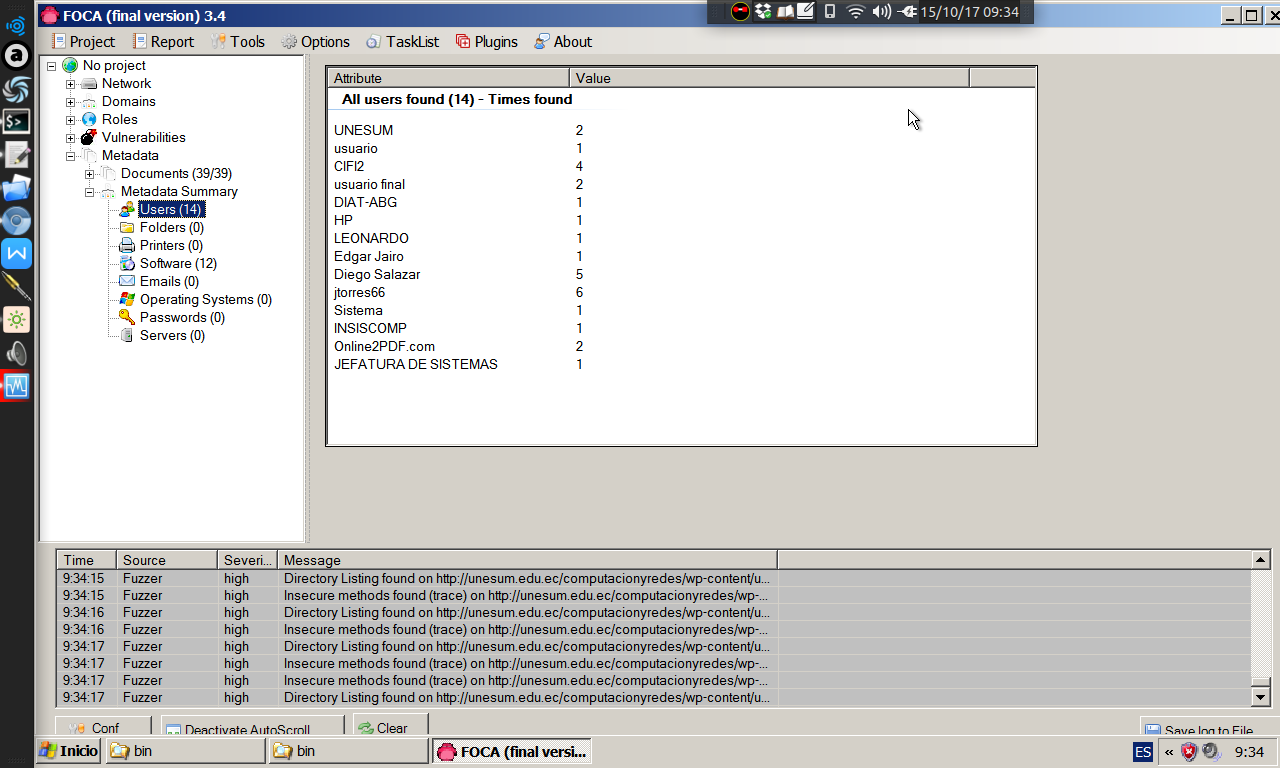 FOCA (final version) 3.4
15/10/17 09:34
Project Report Tools Options TaskList Plugins About
No project
Network
Domains
Roles
Vulnerabilities
Metadata
Documents (39/39)
Metadata Summary
Users (14)
Folders (0)
Printers (0)
Software (12)
Emails (0)
Operating Systems (0)
Passwords (0)
Servers (0)
Attribute Value
All users found (14) - Times found
UNESUM 2
usuario 1
CIFI2 4
usuario final 2
DIAT-ABG 1
HP 1
LEONARDO 1
Edgar Jairo 1
Diego Salazar 5
jtorres66 6
Sistema 1
INSISCOMP 1
Online2PDF.com 2
JEFATURA DE SISTEMAS 1
Time Source Severi... Message
9:34:15 Fuzzer high Directory Listing found on http://unesum.edu.ec/computacionyredes/wp-content/u...
9:34:15 Fuzzer high Insecure methods found (trace) on http://unesum.edu.ec/computacionyredes/wp-...
9:34:16 Fuzzer high Directory Listing found on http://unesum.edu.ec/computacionyredes/wp-content/u...
9:34:16 Fuzzer high Insecure methods found (trace) on http://unesum.edu.ec/computacionyredes/wp-...
9:34:17 Fuzzer high Directory Listing found on http://unesum.edu.ec/computacionyredes/wp-content/u...
9:34:17 Fuzzer high Insecure methods found (trace) on http://unesum.edu.ec/computacionyredes/wp-...
9:34:17 Fuzzer high Insecure methods found (trace) on http://unesum.edu.ec/computacionyredes/wp-...
9:34:17 Fuzzer high Directory Listing found on http://unesum.edu.ec/computacionyredes/wp-content/u...
Conf Deactivate AutoScroll Clear Save log to File
Inicio bin bin FOCA (final versi... ES « 9:34